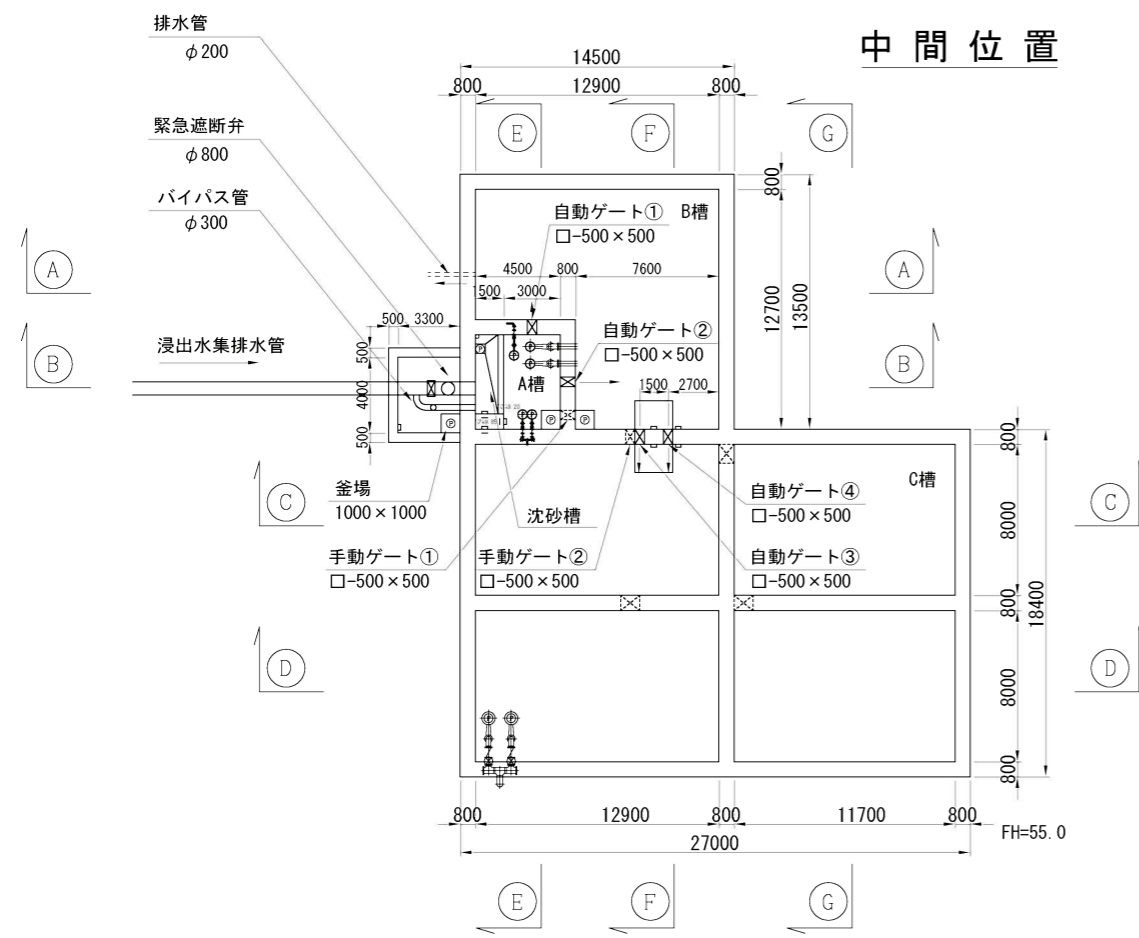 中間位置
排水管
φ200
緊急遮断弁
φ800
バイパス管
φ300
14500
800
12900
800
E
F
G
800
12700
13500
自動ゲート①
□-500×500
B槽
A
A
4500
800
7600
1500
3000
500
3300
自動ゲート②
□-500×500
B
B
浸出水集排水管
500
4000
500
A槽
P
P
P
P
1500
2700
釜場
1000×1000
沈砂槽
手動ゲート①
□-500×500
手動ゲート②
□-500×500
自動ゲート④
□-500×500
自動ゲート③
□-500×500
C槽
C
C
800
8000
800
18400
8000
800
D
D
800
12900
800
11700
800
27000
FH=55.0
E
F
G